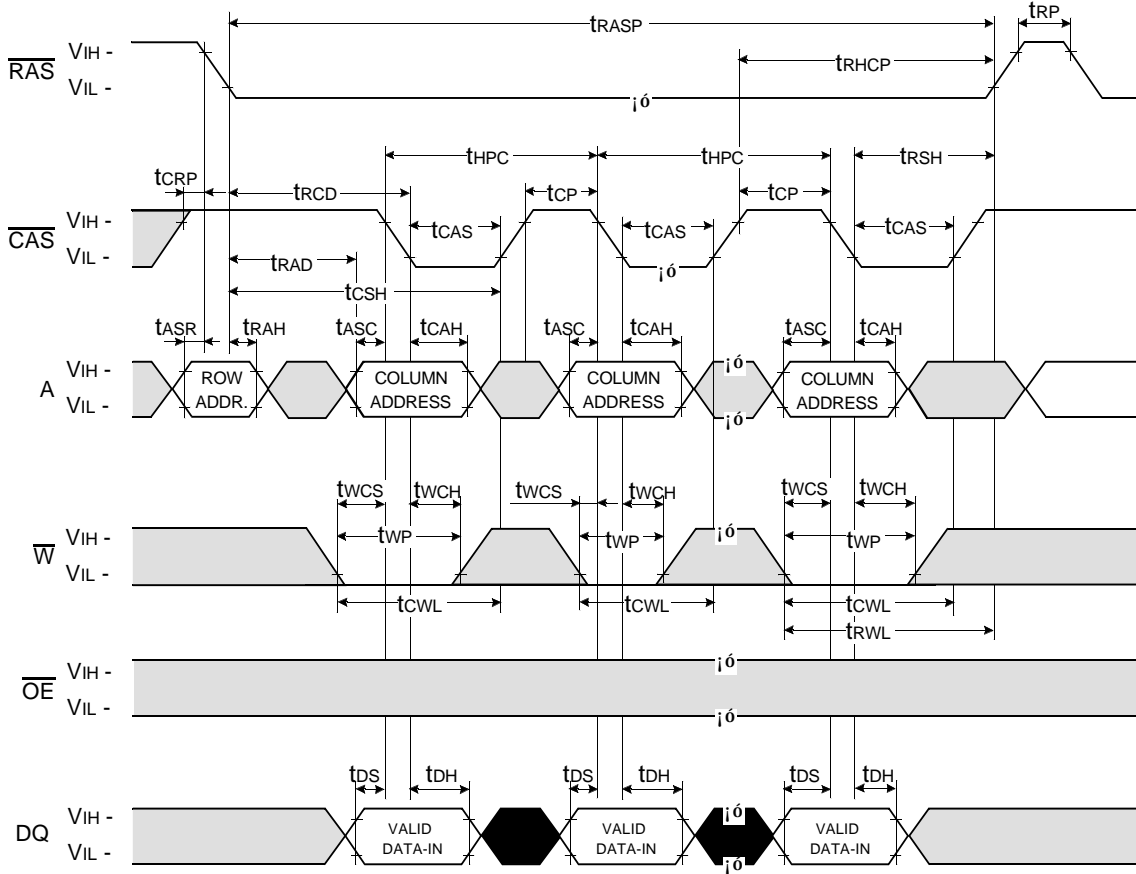 tRASP
tRP
RAS
VIH -
VIL -
tRHCP
¡ó
tHPC
tHPC
tRSH
tCRP
tRCD
tCP
tCP
CAS
VIH -
VIL -
tCAS
tCAS
tCAS
¡ó
tRAD
tCSH
tASR
tRAH
tASC
tCAH
tASC
tCAH
tASC
tCAH
A
VIH -
VIL -
ROW
ADDR.
COLUMN
ADDRESS
COLUMN
ADDRESS
¡ó
¡ó
COLUMN
ADDRESS
tWCS
tWCH
tWCS
tWCH
tWCS
tWCH
W
VIH -
VIL -
tWP
tWP
¡ó
tWP
tCWL
tCWL
tCWL
tRWL
OE
VIH -
VIL -
¡ó
¡ó
tDS
tDH
tDS
tDH
tDS
tDH
DQ
VIH -
VIL -
VALID
DATA-IN
VALID
DATA-IN
¡ó
¡ó
VALID
DATA-IN